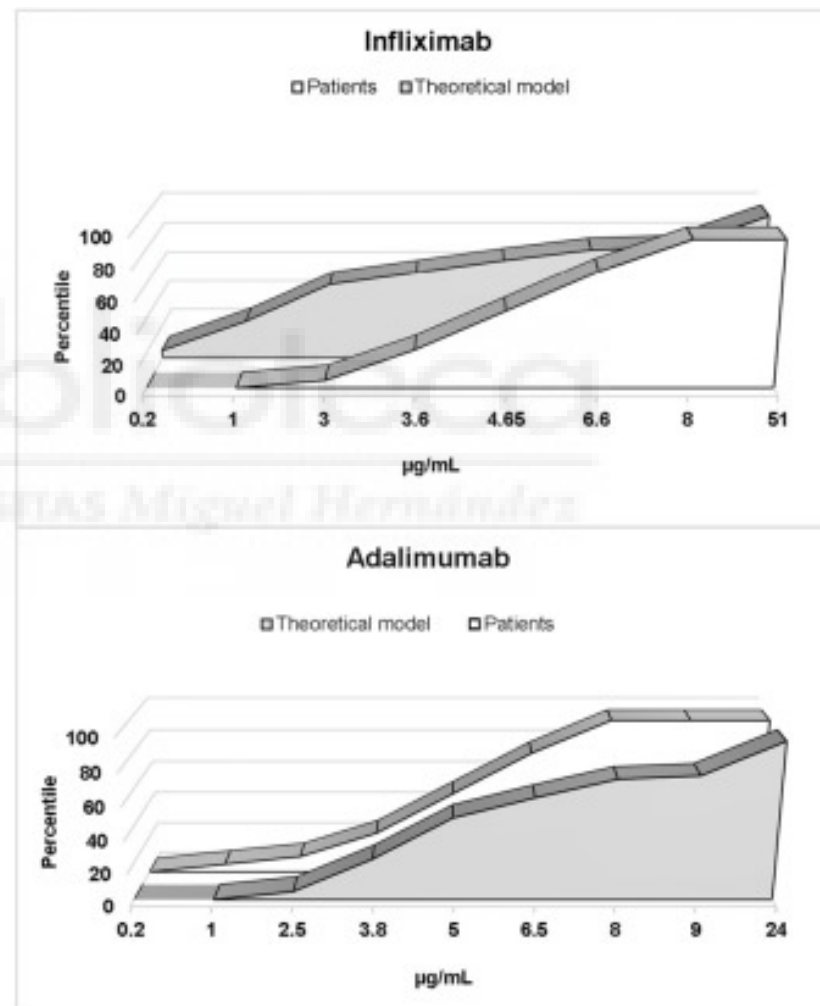 Infliximab
Patients Theoretical model
Percentile
100
80
60
40
20
0
0.2 1 3 3.6 4.65 6.6 8 51
µg/mL
Miguel Hernández
Adalimumab
Theoretical model Patients
Percentile
100
80
60
40
20
0
0.2 1 2.5 3.8 5 6.5 8 9 24
µg/mL